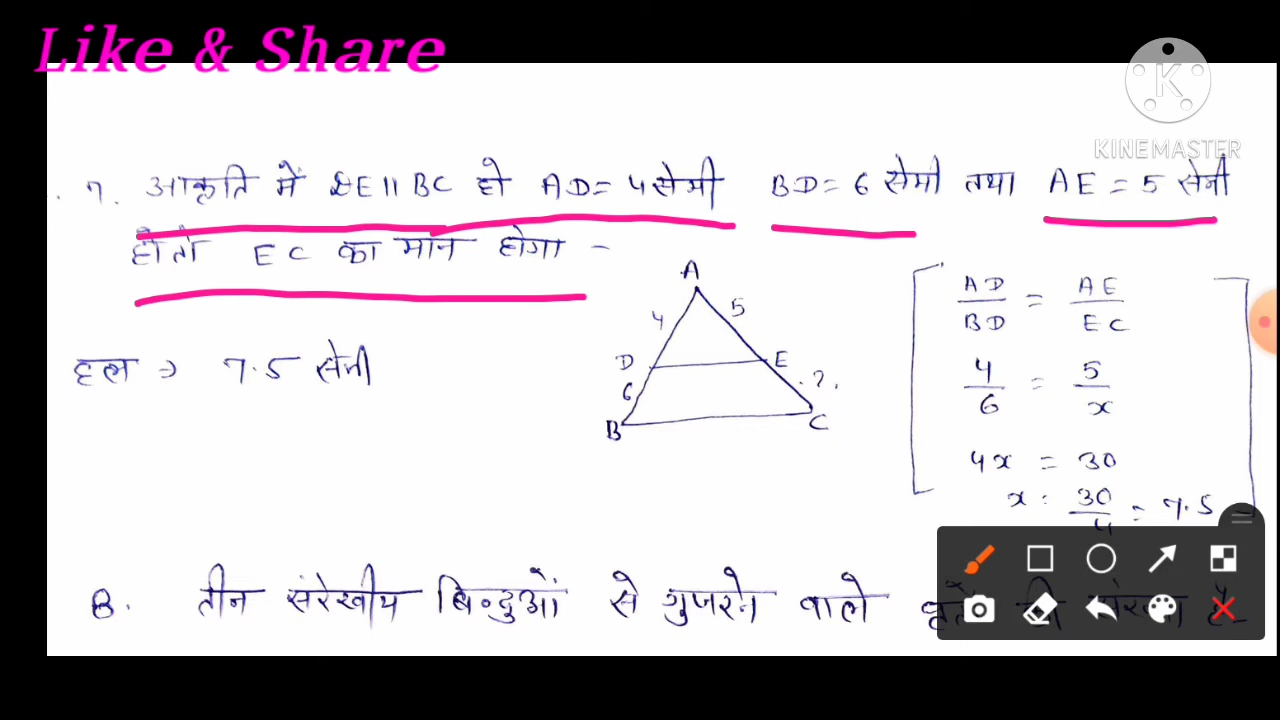 Like & Share
KINEMASTER
7. आकृति में DE॥BC हो AD=4 सेमी BD=6 सेमी तथा AE=5 सेमी
हो तो EC का मान होगा -
हल ⇒ 7.5 सेमी
A
4
5
D
E
6
?
B
C
AD/BD = AE/EC
4/6 = 5/x
4x = 30
x = 30/4 = 7.5
8. तीन संरेखीय बिन्दुओं से गुजरने वाले